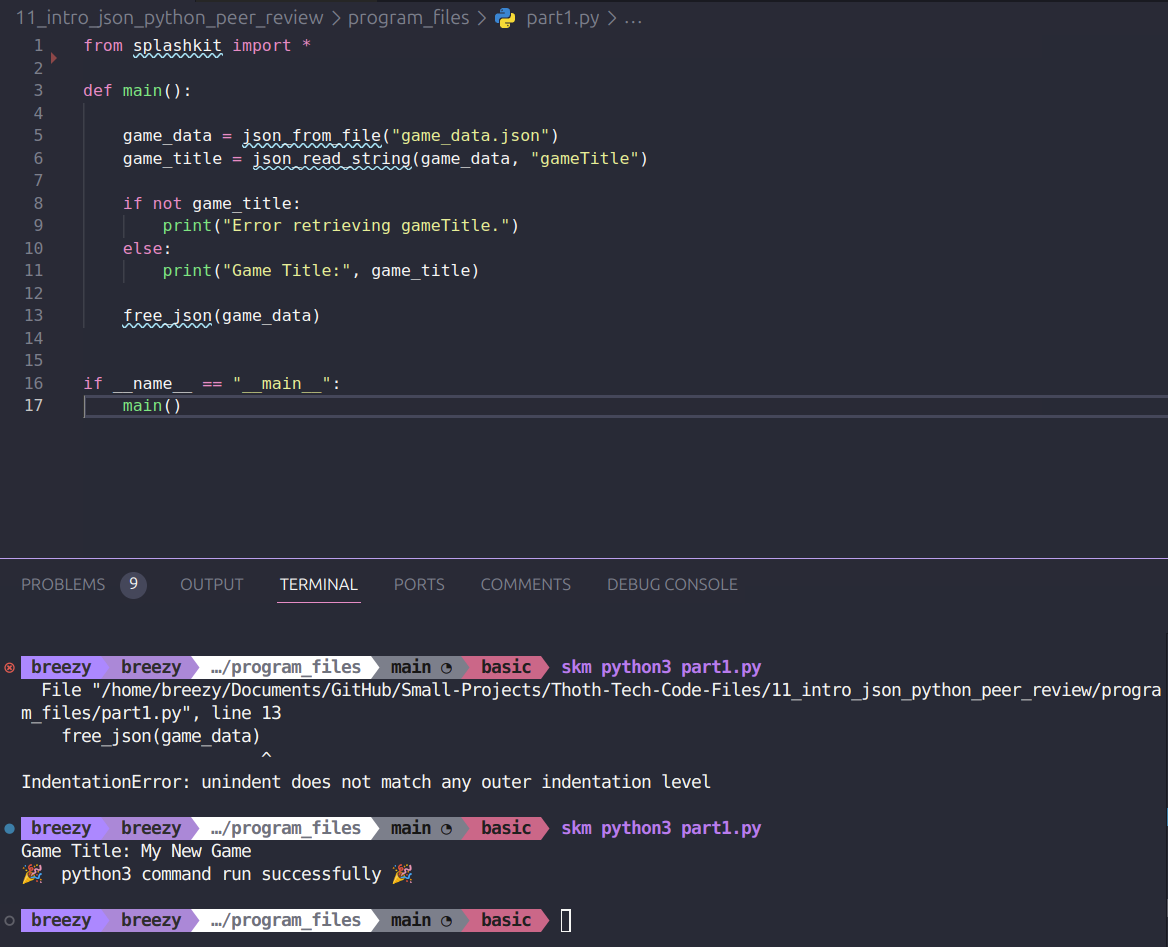 11_intro_json_python_peer_review > program_files > part1.py > ...
1 from splashkit import *
2
3 def main():
4
5     game_data = json_from_file("game_data.json")
6     game_title = json_read_string(game_data, "gameTitle")
7
8     if not game_title:
9         print("Error retrieving gameTitle.")
10     else:
11         print("Game Title:", game_title)
12
13     free_json(game_data)
14
15
16 if __name__ == "__main__":
17     main()
PROBLEMS 9 OUTPUT TERMINAL PORTS COMMENTS DEBUG CONSOLE
breezy breezy …/program_files main basic skm python3 part1.py
  File "/home/breezy/Documents/GitHub/Small-Projects/Thoth-Tech-Code-Files/11_intro_json_python_peer_review/progra
m_files/part1.py", line 13
    free_json(game_data)
                        ^
IndentationError: unindent does not match any outer indentation level
breezy breezy …/program_files main basic skm python3 part1.py
Game Title: My New Game
🎉 python3 command run successfully 🎉
breezy breezy …/program_files main basic